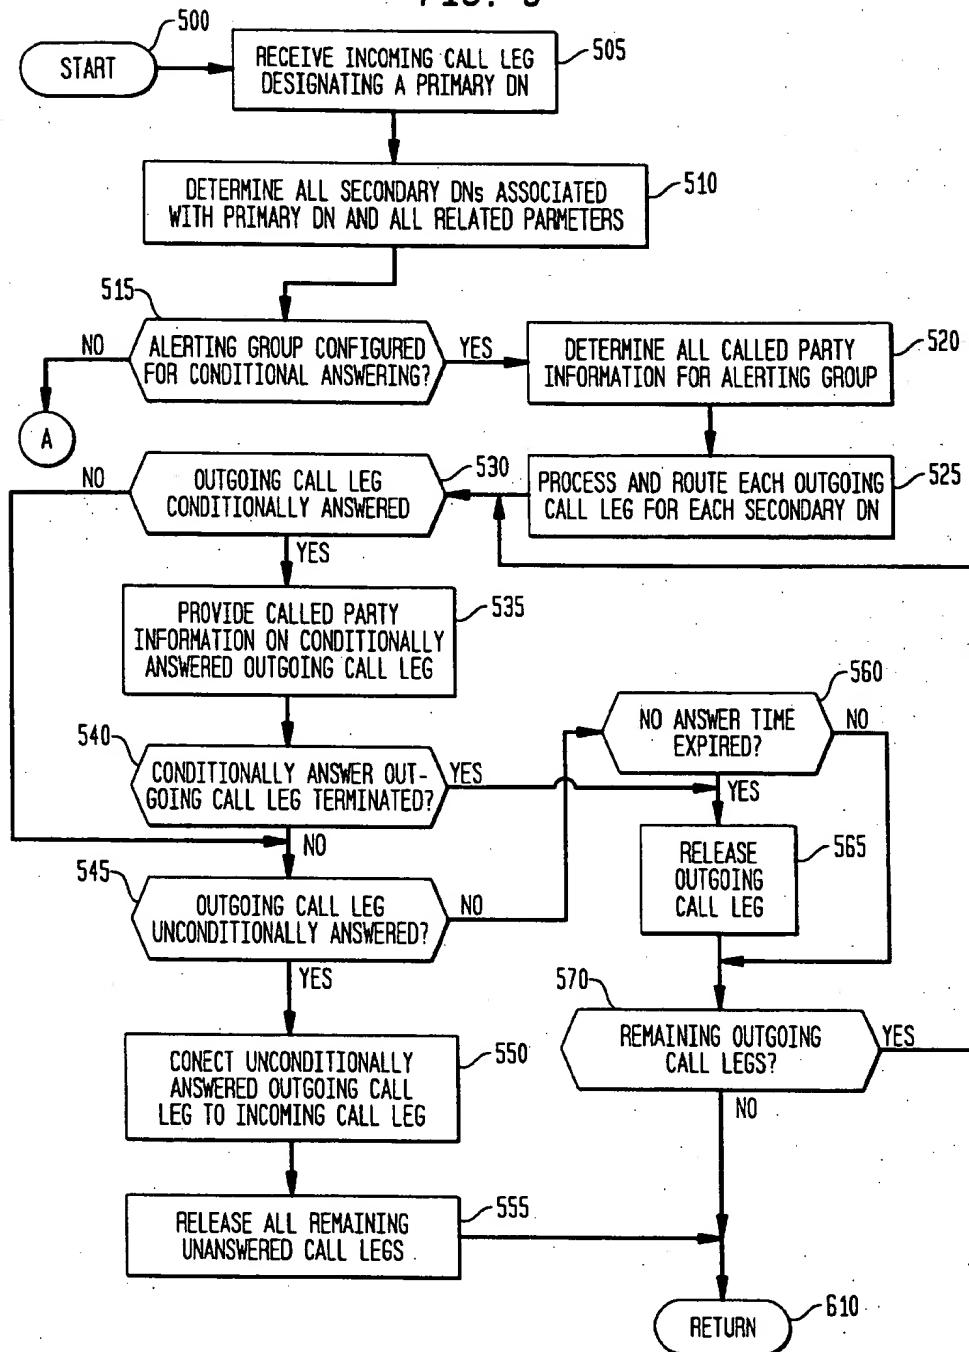 500
START
RECEIVE INCOMING CALL LEG
DESIGNATING A PRIMARY DN
505
DETERMINE ALL SECONDARY DNs ASSOCIATED
WITH PRIMARY DN AND ALL RELATED PARMETERS
510
515
NO
ALERTING GROUP CONFIGURED
FOR CONDITIONAL ANSWERING?
YES
DETERMINE ALL CALLED PARTY
INFORMATION FOR ALERTING GROUP
520
A
NO
OUTGOING CALL LEG
CONDITIONALLY ANSWERED
530
PROCESS AND ROUTE EACH OUTGOING
CALL LEG FOR EACH SECONDARY DN
525
YES
PROVIDE CALLED PARTY
INFORMATION ON CONDITIONALLY
ANSWERED OUTGOING CALL LEG
535
540
CONDITIONALLY ANSWER OUT-
GOING CALL LEG TERMINATED?
YES
NO
560
NO ANSWER TIME
EXPIRED?
NO
YES
RELEASE
OUTGOING
CALL LEG
565
545
OUTGOING CALL LEG
UNCONDITIONALLY ANSWERED?
NO
YES
570
REMAINING OUTGOING
CALL LEGS?
YES
NO
CONECT UNCONDITIONALLY
ANSWERED OUTGOING CALL
LEG TO INCOMING CALL LEG
550
RELEASE ALL REMAINING
UNANSWERED CALL LEGS
555
RETURN
610